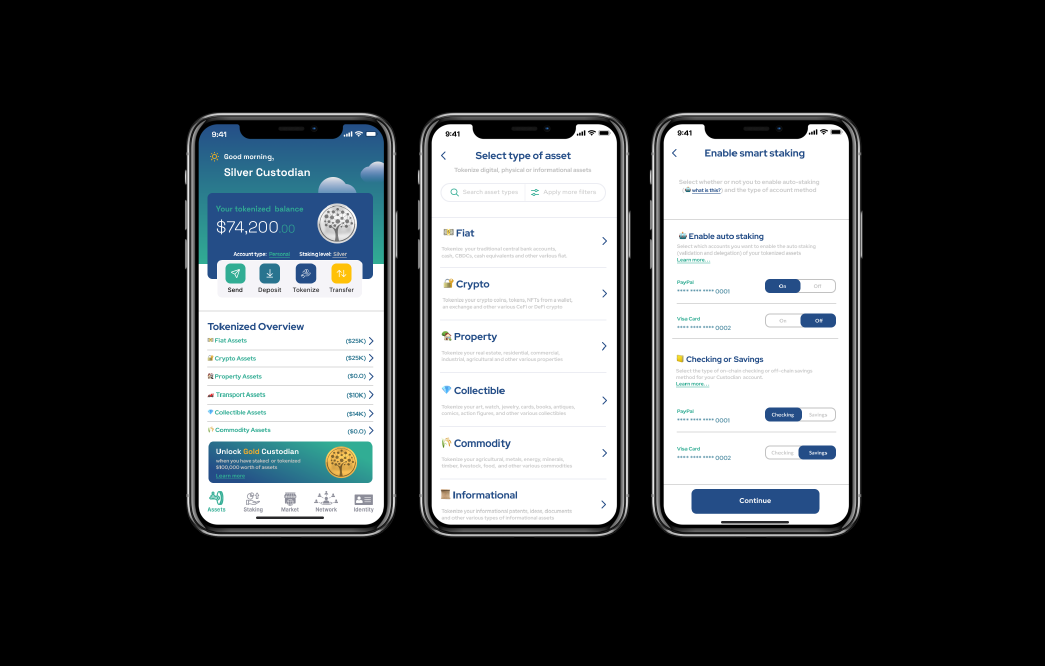 9:41
Good morning,
Silver Custodian
Your tokenized balance
$74,200.00
Account type: Personal Staking level: Silver
Send Deposit Tokenize Transfer
Tokenized Overview
Fiat Assets ($25K)
Crypto Assets ($25K)
Property Assets ($0.0)
Transport Assets ($10K)
Collectible Assets ($14K)
Commodity Assets ($0.0)
Unlock Gold Custodian
when you have staked or tokenized
$100,000 worth of assets
Learn more
Assets Staking Market Network Identity
9:41
Select type of asset
Tokenize digital, physical or informational assets
Search asset types Apply more filters
Fiat
Tokenize your traditional central bank accounts,
cash, CBDCs, cash equivalents and other various fiat.
Crypto
Tokenize your crypto coins, tokens, NFTs from a wallet,
an exchange and other various CeFi or DeFi crypto
Property
Tokenize your real estate, residential, commercial,
industrial, agricultural and other various properties
Collectible
Tokenize your art, watch, jewelry, cards, books, antiques,
comics, action figures, and other various collectibles
Commodity
Tokenize your agricultural, metals, energy, minerals,
timber, livestock, food, and other various commodities
Informational
Tokenize your informational patents, ideas, documents
and other various types of informational assets
9:41
Enable smart staking
Select whether or not you to enable auto-staking
( what is this?) and the type of account method
Enable auto staking
Select which accounts you want to enable the auto staking
(validation and delegation) of your tokenized assets
Learn more...
PayPal
**** **** **** 0001
On Off
Visa Card
**** **** **** 0002
On Off
Checking or Savings
Select the type of on-chain checking or off-chain savings
method for your Custodian account
Learn more...
PayPal
**** **** **** 0001
Checking Savings
Visa Card
**** **** **** 0002
Checking Savings
Continue